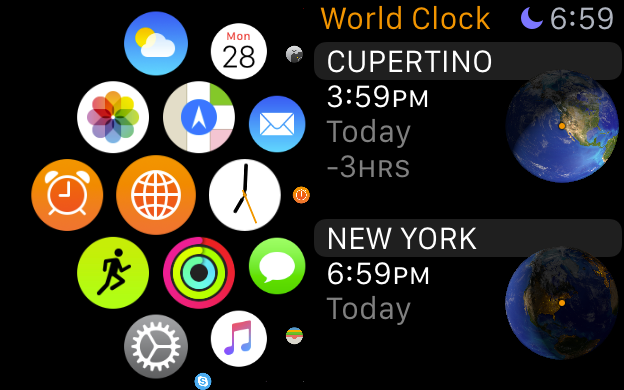 Mon
28
World Clock 6:59
CUPERTINO
3:59PM
Today
-3HRS
NEW YORK
6:59PM
Today